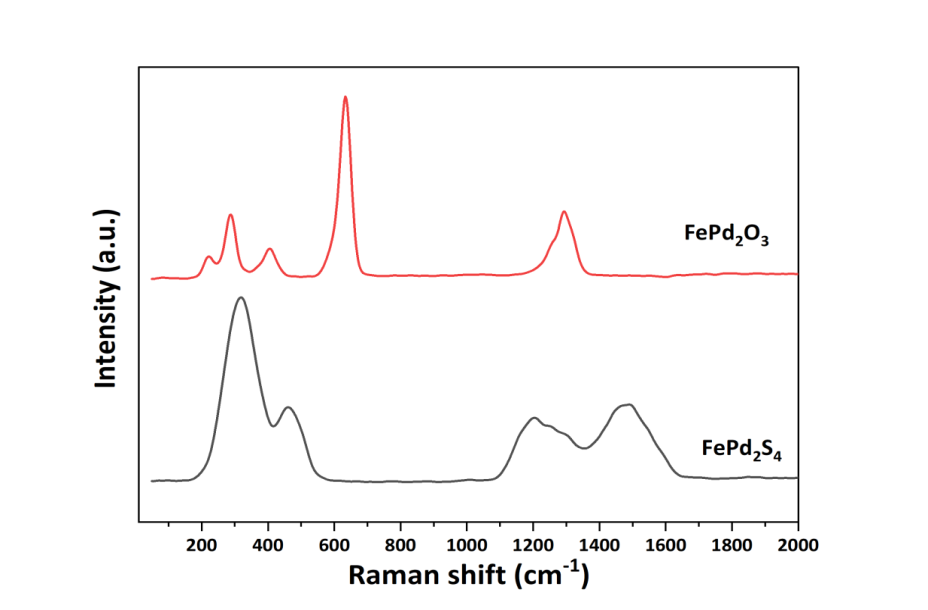 FePd₂O₃
FePd₂S₄
Intensity (a.u.)
200 400 600 800 1000 1200 1400 1600 1800 2000
Raman shift (cm⁻¹)